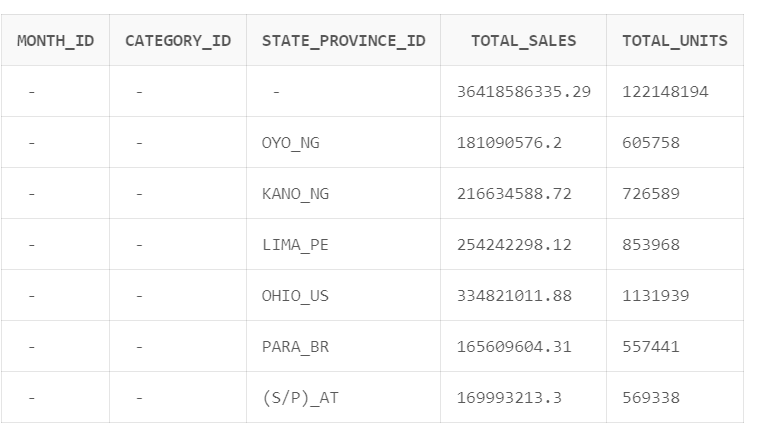 MONTH_ID CATEGORY_ID STATE_PROVINCE_ID TOTAL_SALES TOTAL_UNITS
- - - 36418586335.29 122148194
- - OYO_NG 181090576.2 605758
- - KANO_NG 216634588.72 726589
- - LIMA_PE 254242298.12 853968
- - OHIO_US 334821011.88 1131939
- - PARA_BR 165609604.31 557441
- - (S/P)_AT 169993213.3 569338